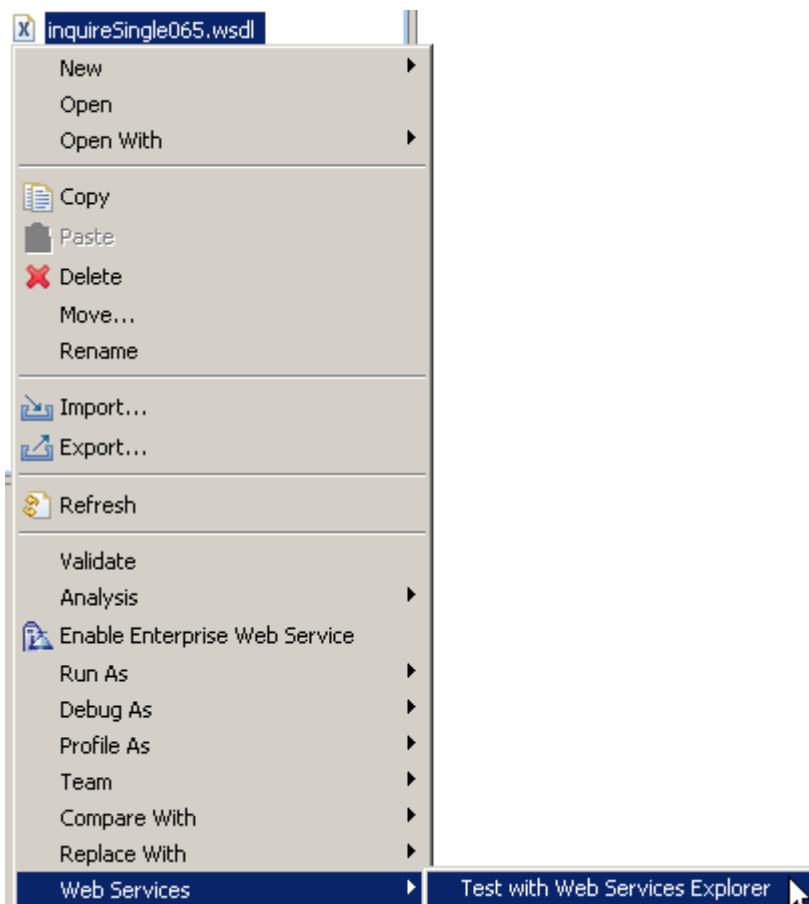 inquireSingle065.wsdl
New
Open
Open With
Copy
Paste
Delete
Move...
Rename
Import...
Export...
Refresh
Validate
Analysis
Enable Enterprise Web Service
Run As
Debug As
Profile As
Team
Compare With
Replace With
Web Services
Test with Web Services Explorer